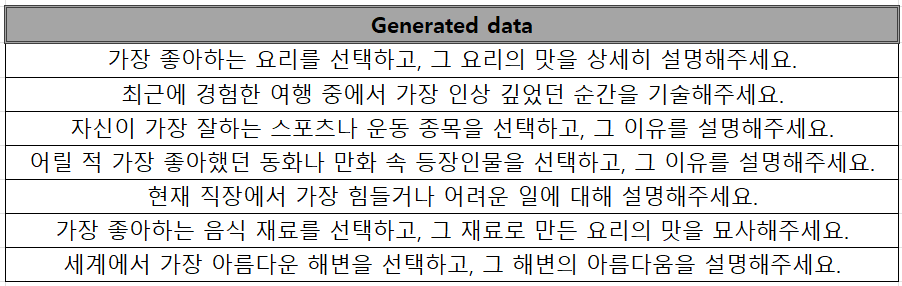 Generated data
가장 좋아하는 요리를 선택하고, 그 요리의 맛을 상세히 설명해주세요.
최근에 경험한 여행 중에서 가장 인상 깊었던 순간을 기술해주세요.
자신이 가장 잘하는 스포츠나 운동 종목을 선택하고, 그 이유를 설명해주세요.
어릴 적 가장 좋아했던 동화나 만화 속 등장인물을 선택하고, 그 이유를 설명해주세요.
현재 직장에서 가장 힘들거나 어려운 일에 대해 설명해주세요.
가장 좋아하는 음식 재료를 선택하고, 그 재료로 만든 요리의 맛을 묘사해주세요.
세계에서 가장 아름다운 해변을 선택하고, 그 해변의 아름다움을 설명해주세요.